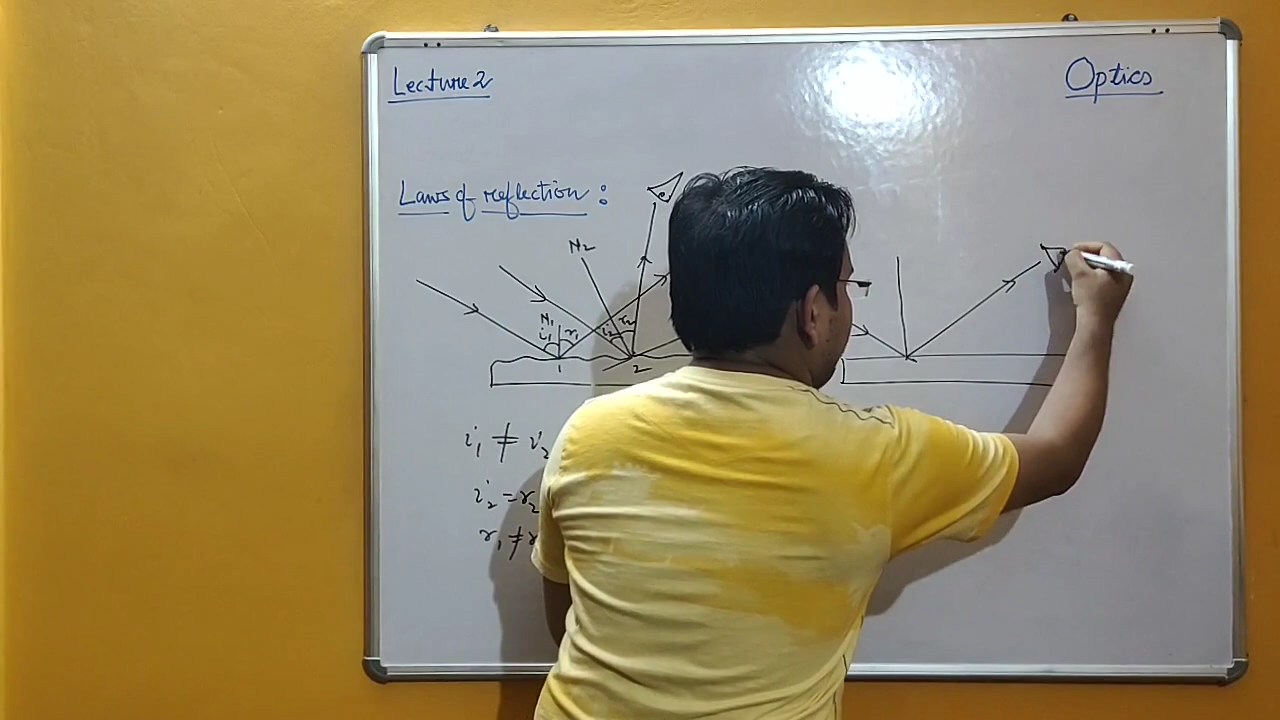 Lecture 2
Optics
Laws of reflection :
N2
N1
i1 r1
i2 r2
1 2
i1 ≠ i2
i2 = r2
r1 ≠ r